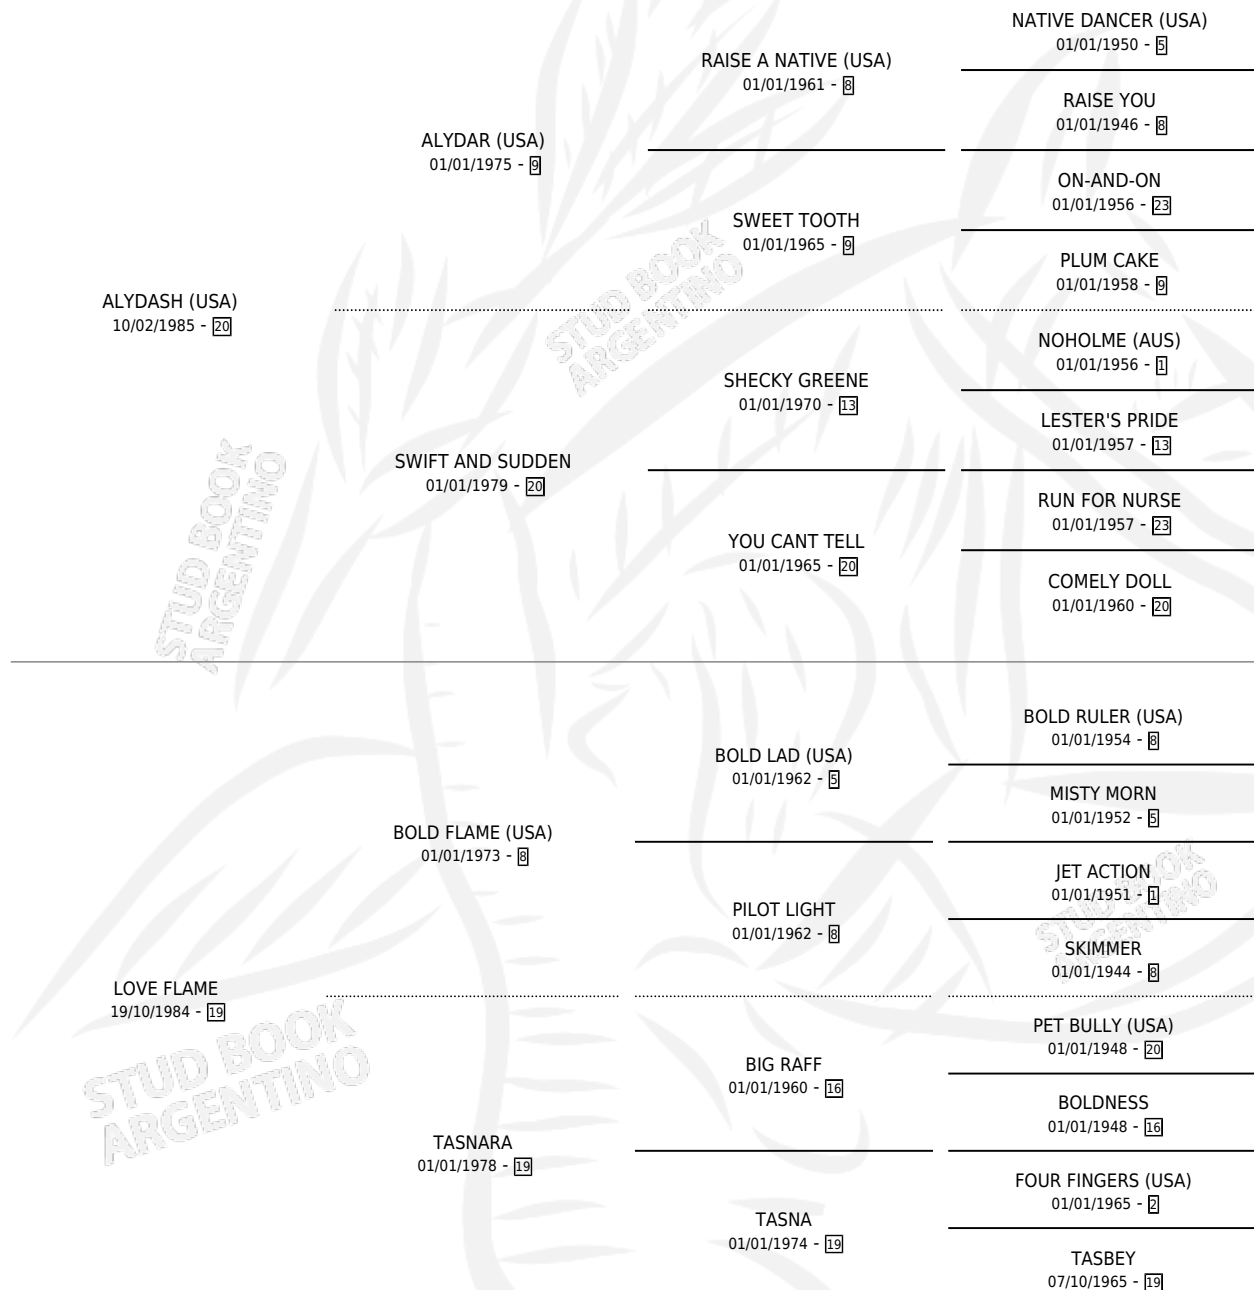 NATIVE DANCER (USA)
01/01/1950 - 5
RAISE A NATIVE (USA)
01/01/1961 - 8
RAISE YOU
01/01/1946 - 8
ALYDAR (USA)
01/01/1975 - 9
ON-AND-ON
01/01/1956 - 23
SWEET TOOTH
01/01/1965 - 9
PLUM CAKE
01/01/1958 - 9
ALYDASH (USA)
10/02/1985 - 20
STUD BOOK
ARGENTINO
NOHOLME (AUS)
01/01/1956 - 1
SHECKY GREENE
01/01/1970 - 13
LESTER'S PRIDE
01/01/1957 - 13
SWIFT AND SUDDEN
01/01/1979 - 20
RUN FOR NURSE
01/01/1957 - 23
YOU CANT TELL
01/01/1965 - 20
COMELY DOLL
01/01/1960 - 20
STUD BOOK
ARGENTINO
BOLD RULER (USA)
01/01/1954 - 8
BOLD LAD (USA)
01/01/1962 - 5
MISTY MORN
01/01/1952 - 5
BOLD FLAME (USA)
01/01/1973 - 8
JET ACTION
01/01/1951 - 1
PILOT LIGHT
01/01/1962 - 8
STUD BOOK
ARGENTINO
SKIMMER
01/01/1944 - 8
LOVE FLAME
19/10/1984 - 19
STUD BOOK
ARGENTINO
PET BULLY (USA)
01/01/1948 - 20
BIG RAFF
01/01/1960 - 16
BOLDNESS
01/01/1948 - 16
TASNARA
01/01/1978 - 19
FOUR FINGERS (USA)
01/01/1965 - 2
TASNA
01/01/1974 - 19
TASBEY
07/10/1965 - 19